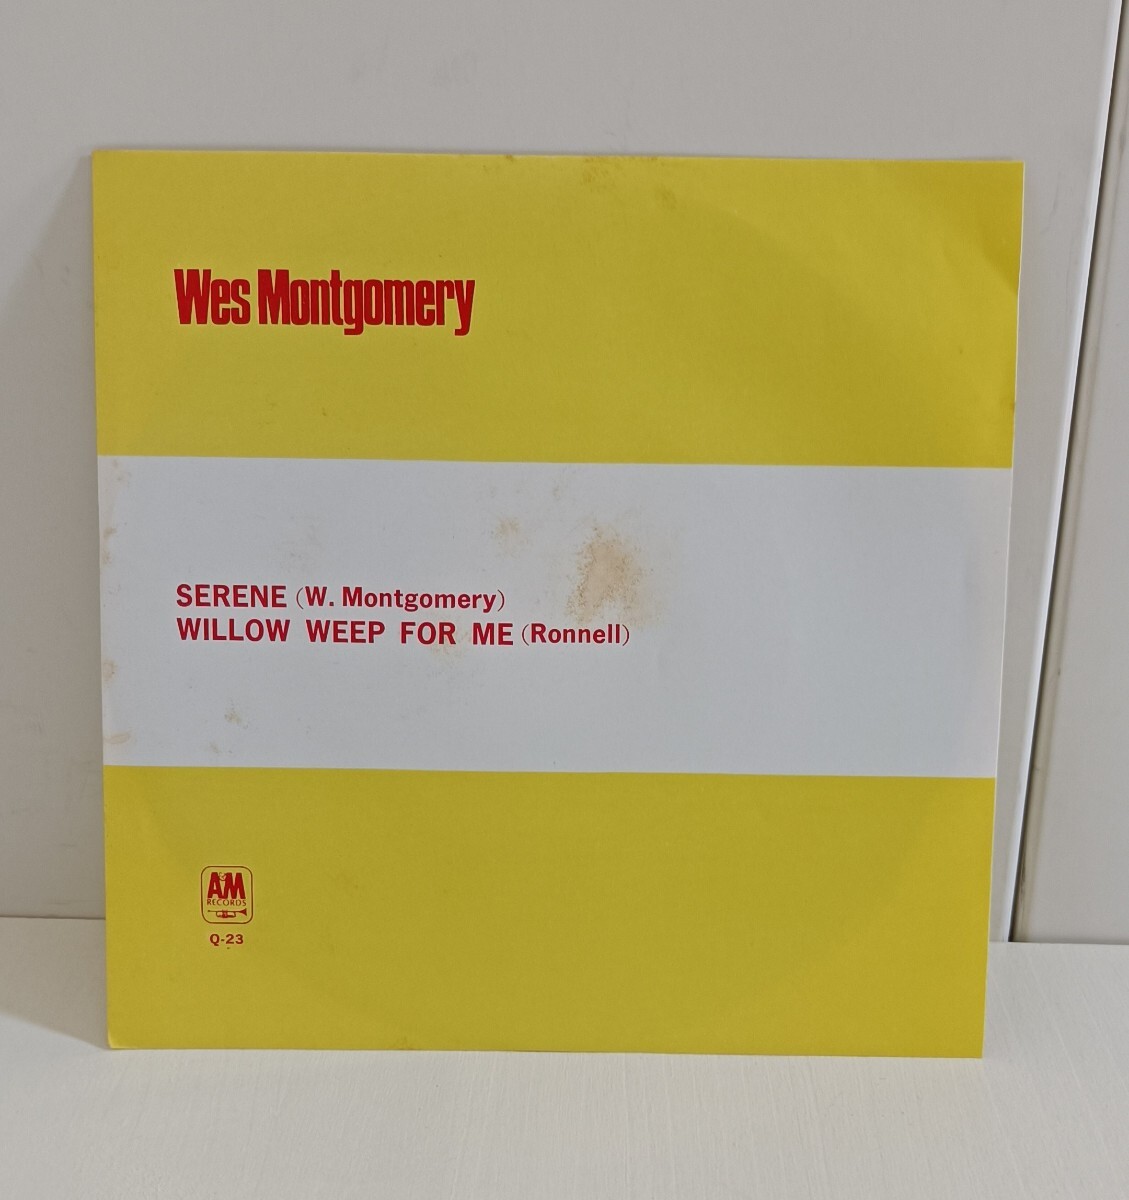 Wes Montgomery
SERENE (W. Montgomery)
WILLOW WEEP FOR ME (Ronnell)
A&M
RECORDS
Q-23